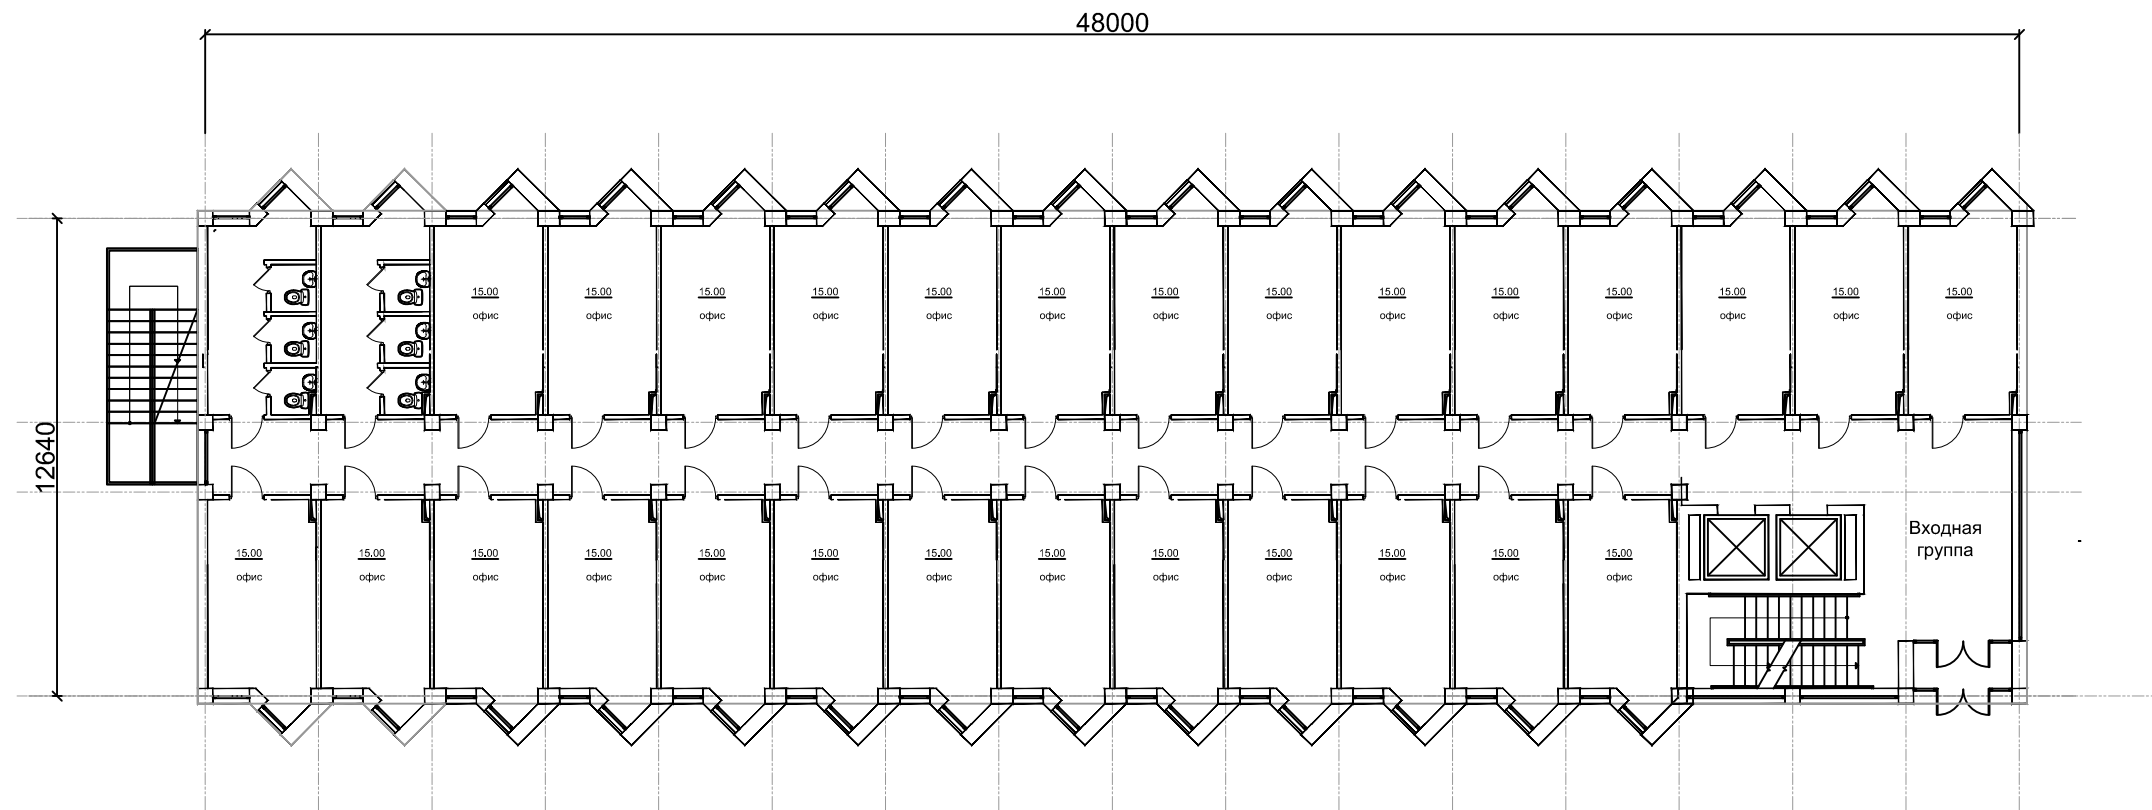 48000
15.00 15.00 15.00 15.00 15.00 15.00 15.00 15.00 15.00 15.00 15.00 15.00 15.00 15.00
офис офис офис офис офис офис офис офис офис офис офис офис офис офис
12640
Входная
группа
15.00 15.00 15.00 15.00 15.00 15.00 15.00 15.00 15.00 15.00 15.00 15.00 15.00
офис офис офис офис офис офис офис офис офис офис офис офис офис